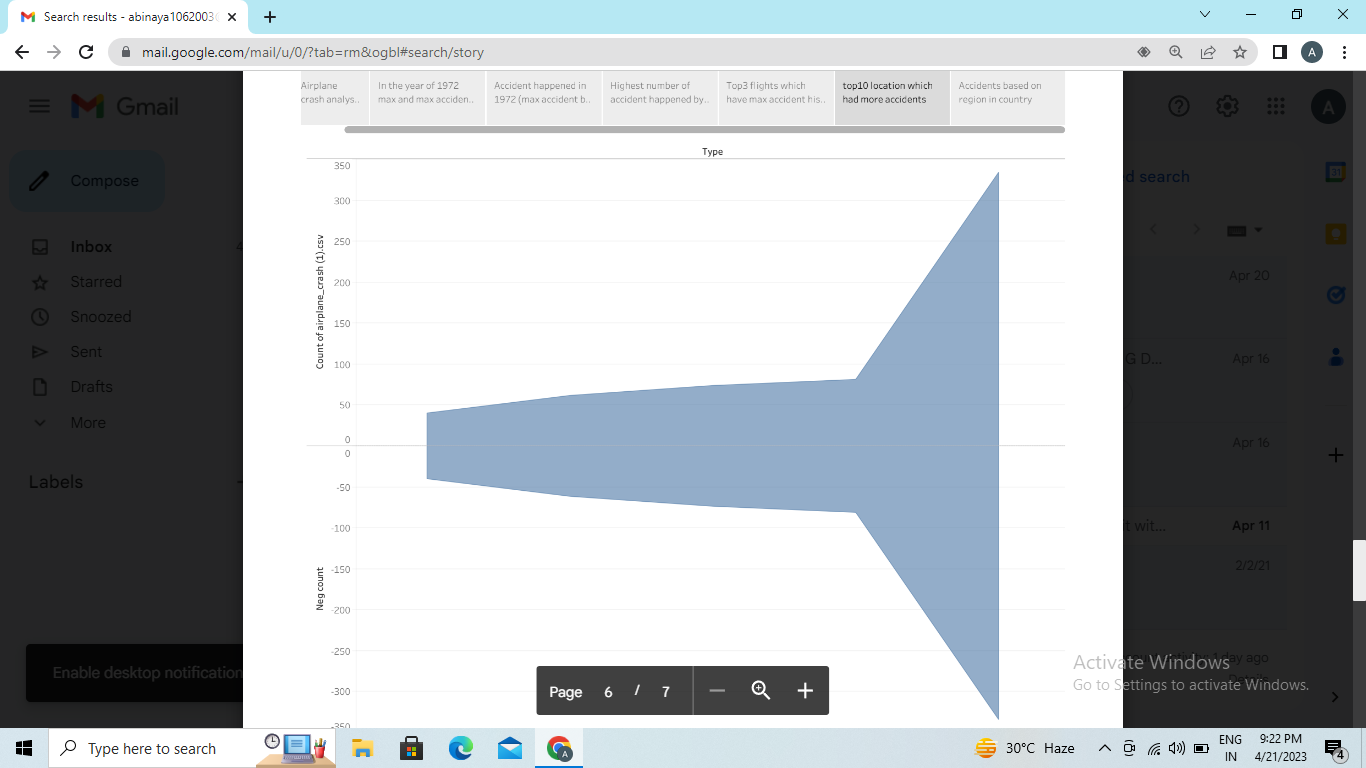 Search results - abinaya1062003
mail.google.com/mail/u/0/?tab=rm&ogbl#search/story
A
Gmail
A
Compose
Inbox
Starred
Snoozed
Sent
Drafts
More
Labels
Enable desktop notification
Airplane
crash analys..
In the year of 1972
max and max acciden..
Accident happened in
1972 (max accident b..
Highest number of
accident happened by..
Top3 flights which
have max accident his..
top10 location which
had more accidents
Accidents based on
region in country
Type
Count of airplane_crash (1).csv
350
300
250
200
150
100
50
0
Neg count
0
-50
-100
-150
-200
-250
-300
-350
Page 6 / 7
d search
31
Apr 20
G D...
Apr 16
Apr 16
t wit...
Apr 11
2/2/21
1 day ago
Activate Windows
Go to Settings to activate Windows.
Type here to search
A
30°C Haze
ENG
IN
9:22 PM
4/21/2023
4